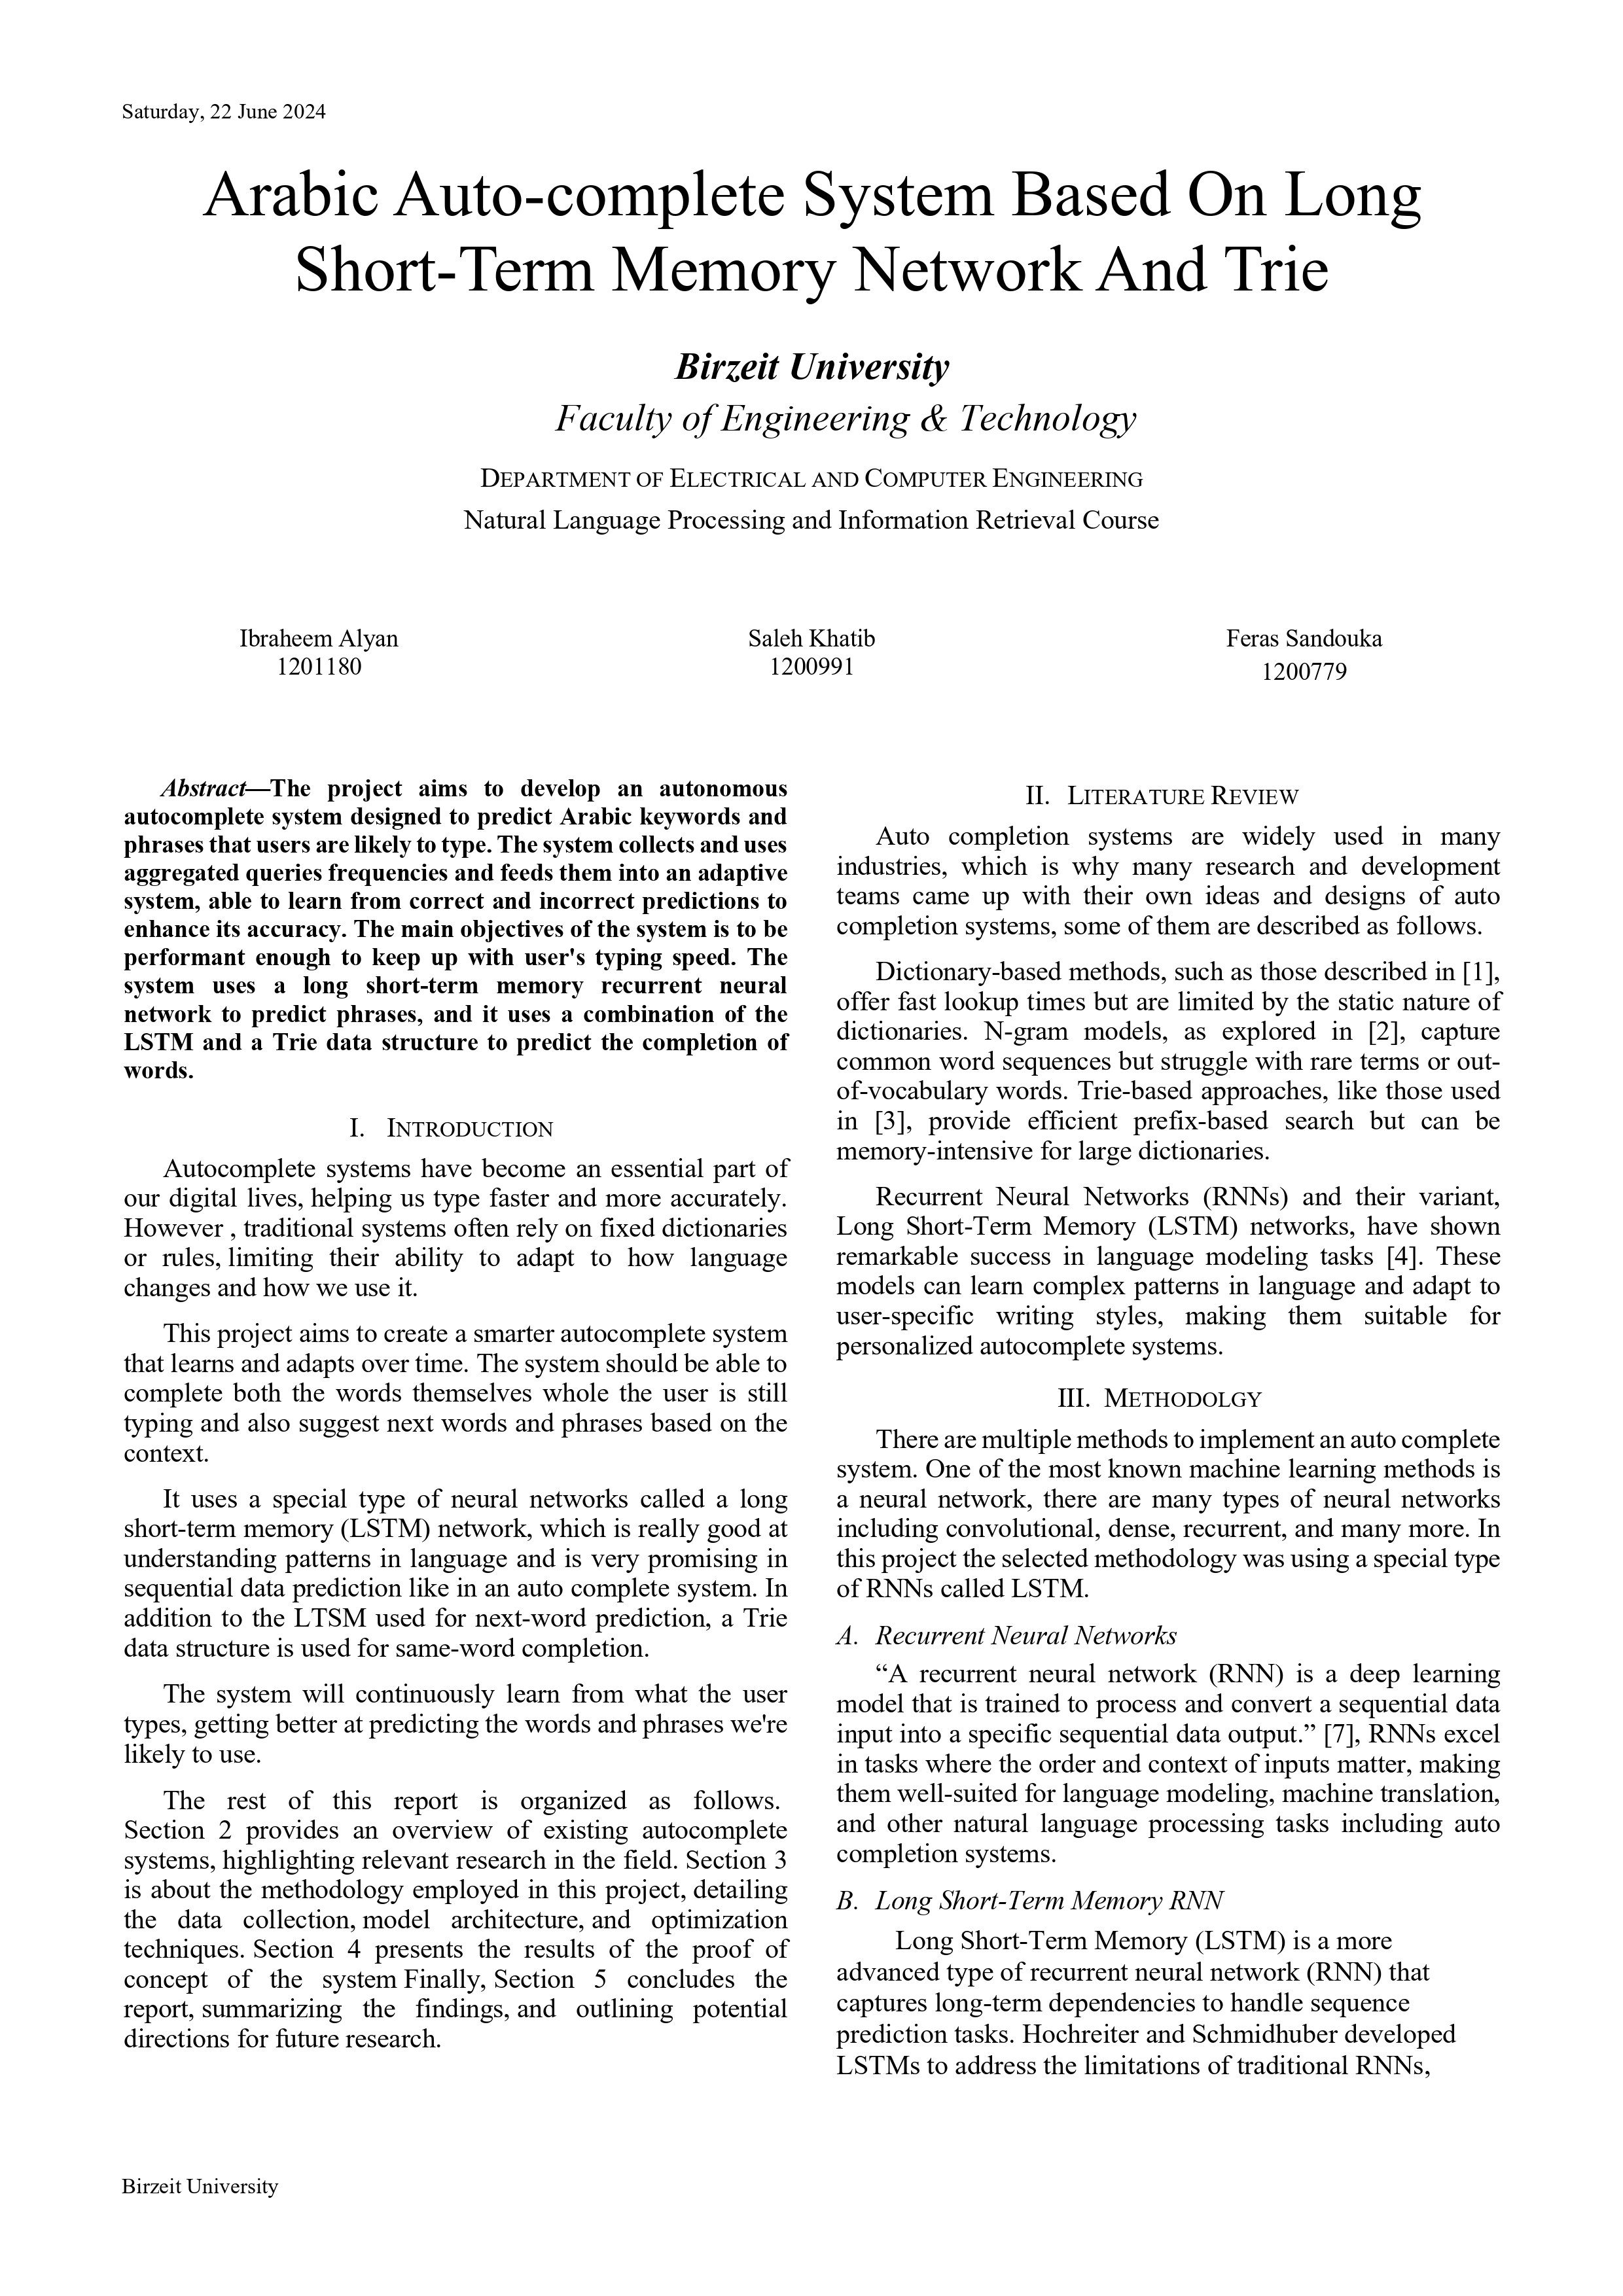 Saturday, 22 June 2024
Arabic Auto-complete System Based On Long
Short-Term Memory Network And Trie
Birzeit University
Faculty of Engineering & Technology
DEPARTMENT OF ELECTRICAL AND COMPUTER ENGINEERING
Natural Language Processing and Information Retrieval Course
Ibraheem Alyan
1201180
Saleh Khatib
1200991
Feras Sandouka
1200779
Abstract—The project aims to develop an autonomous
autocomplete system designed to predict Arabic keywords and
phrases that users are likely to type. The system collects and uses
aggregated queries frequencies and feeds them into an adaptive
system, able to learn from correct and incorrect predictions to
enhance its accuracy. The main objectives of the system is to be
performant enough to keep up with user's typing speed. The
system uses a long short-term memory recurrent neural
network to predict phrases, and it uses a combination of the
LSTM and a Trie data structure to predict the completion of
words.
I. INTRODUCTION
Autocomplete systems have become an essential part of
our digital lives, helping us type faster and more accurately.
However , traditional systems often rely on fixed dictionaries
or rules, limiting their ability to adapt to how language
changes and how we use it.
This project aims to create a smarter autocomplete system
that learns and adapts over time. The system should be able to
complete both the words themselves whole the user is still
typing and also suggest next words and phrases based on the
context.
It uses a special type of neural networks called a long
short-term memory (LSTM) network, which is really good at
understanding patterns in language and is very promising in
sequential data prediction like in an auto complete system. In
addition to the LTSM used for next-word prediction, a Trie
data structure is used for same-word completion.
The system will continuously learn from what the user
types, getting better at predicting the words and phrases we're
likely to use.
The rest of this report is organized as follows.
Section 2 provides an overview of existing autocomplete
systems, highlighting relevant research in the field. Section 3
is about the methodology employed in this project, detailing
the data collection, model architecture, and optimization
techniques. Section 4 presents the results of the proof of
concept of the system Finally, Section 5 concludes the
report, summarizing the findings, and outlining potential
directions for future research.
II. LITERATURE REVIEW
Auto completion systems are widely used in many
industries, which is why many research and development
teams came up with their own ideas and designs of auto
completion systems, some of them are described as follows.
Dictionary-based methods, such as those described in [1],
offer fast lookup times but are limited by the static nature of
dictionaries. N-gram models, as explored in [2], capture
common word sequences but struggle with rare terms or out-
of-vocabulary words. Trie-based approaches, like those used
in [3], provide efficient prefix-based search but can be
memory-intensive for large dictionaries.
Recurrent Neural Networks (RNNs) and their variant,
Long Short-Term Memory (LSTM) networks, have shown
remarkable success in language modeling tasks [4]. These
models can learn complex patterns in language and adapt to
user-specific writing styles, making them suitable for
personalized autocomplete systems.
III. METHODOLGY
There are multiple methods to implement an auto complete
system. One of the most known machine learning methods is
a neural network, there are many types of neural networks
including convolutional, dense, recurrent, and many more. In
this project the selected methodology was using a special type
of RNNs called LSTM.
A. Recurrent Neural Networks
“A recurrent neural network (RNN) is a deep learning
model that is trained to process and convert a sequential data
input into a specific sequential data output.” [7], RNNs excel
in tasks where the order and context of inputs matter, making
them well-suited for language modeling, machine translation,
and other natural language processing tasks including auto
completion systems.
B. Long Short-Term Memory RNN
Long Short-Term Memory (LSTM) is a more
advanced type of recurrent neural network (RNN) that
captures long-term dependencies to handle sequence
prediction tasks. Hochreiter and Schmidhuber developed
LSTMs to address the limitations of traditional RNNs,
Birzeit University